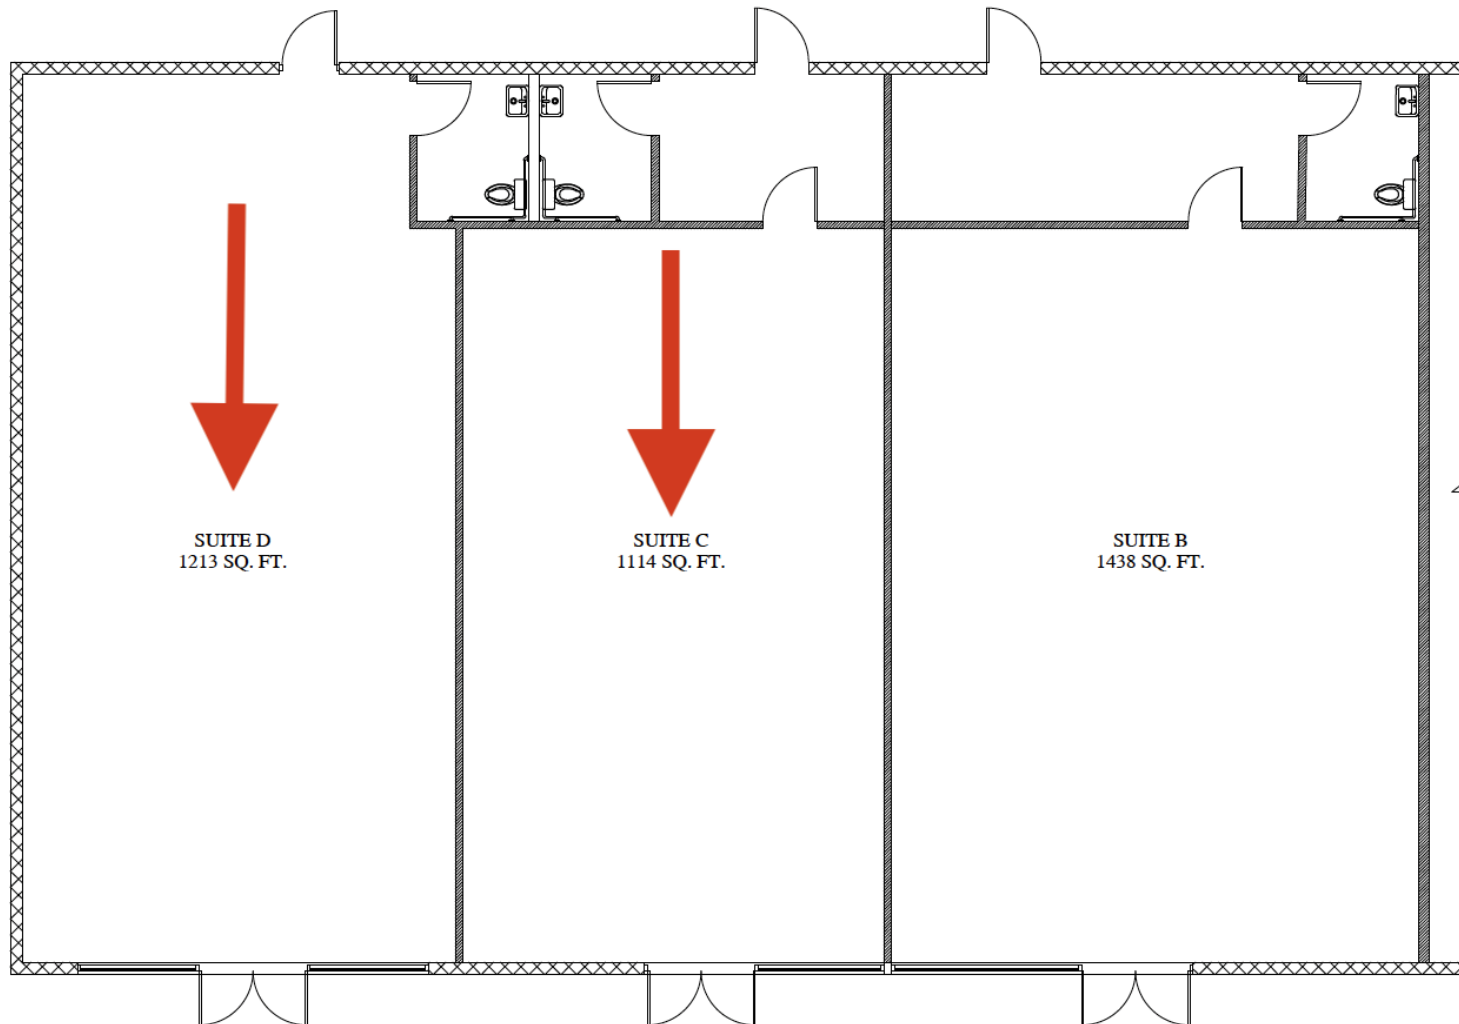 SUITE D
1213 SQ. FT.
SUITE C
1114 SQ. FT.
SUITE B
1438 SQ. FT.